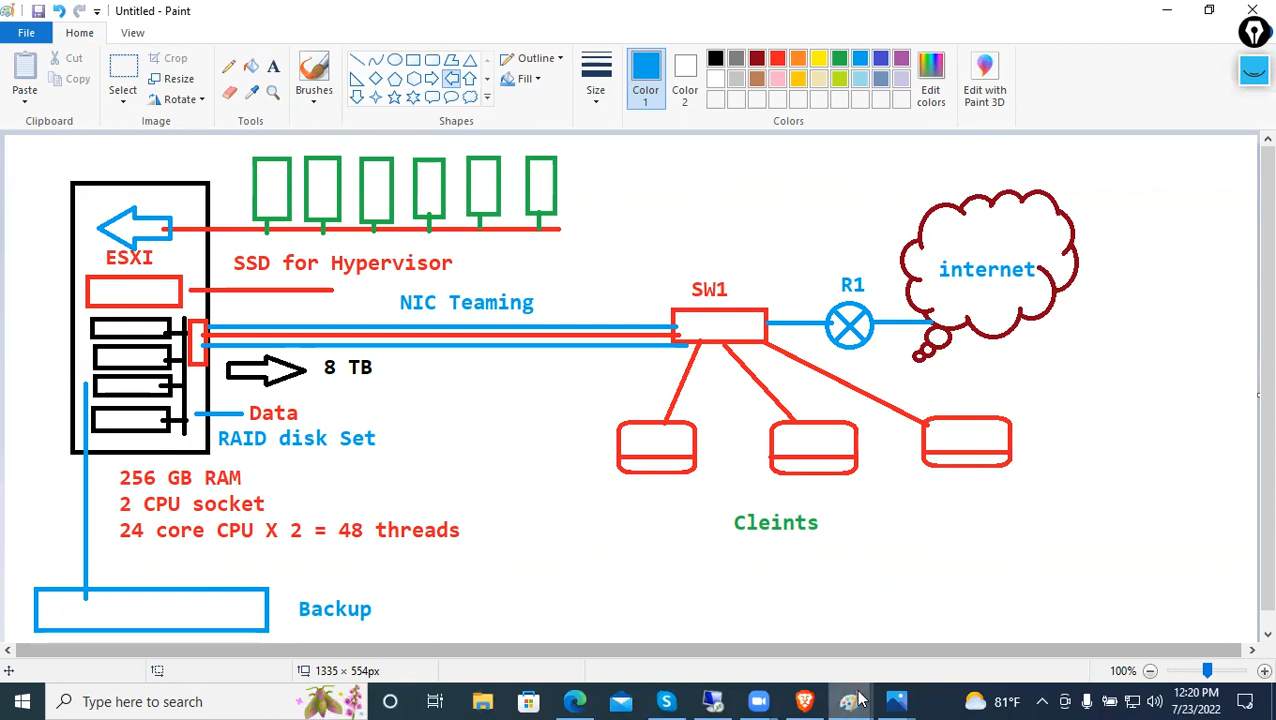 Untitled - Paint
File
Home
View
Paste
Cut
Copy
Clipboard
Select
Crop
Resize
Rotate
Image
A
Tools
Brushes
Outline
Fill
Shapes
Size
Color 1
Color 2
Edit colors
Colors
Edit with Paint 3D
ESXI
SSD for Hypervisor
NIC Teaming
SW1
R1
internet
8 TB
Data
RAID disk Set
256 GB RAM
2 CPU socket
24 core CPU X 2 = 48 threads
Cleints
Backup
1335 × 554px
100%
Type here to search
81°F
12:20 PM
7/23/2022